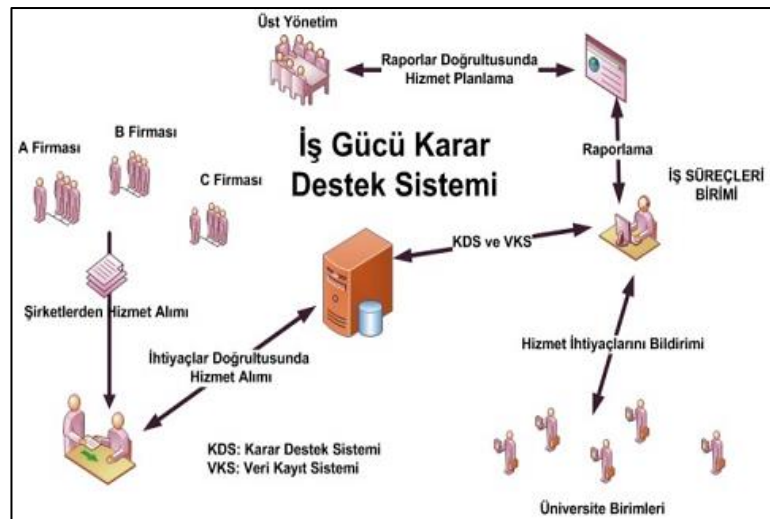 Üst Yönetim
Raporlar Doğrultusunda
Hizmet Planlama
A Firması
B Firması
C Firması
İş Gücü Karar
Destek Sistemi
Raporlama
İŞ SÜREÇLERİ
BİRİMİ
KDS ve VKS
Şirketlerden Hizmet Alımı
İhtiyaçlar Doğrultusunda
Hizmet Alımı
Hizmet İhtiyaçlarını Bildirimi
KDS: Karar Destek Sistemi
VKS: Veri Kayıt Sistemi
Üniversite Birimleri